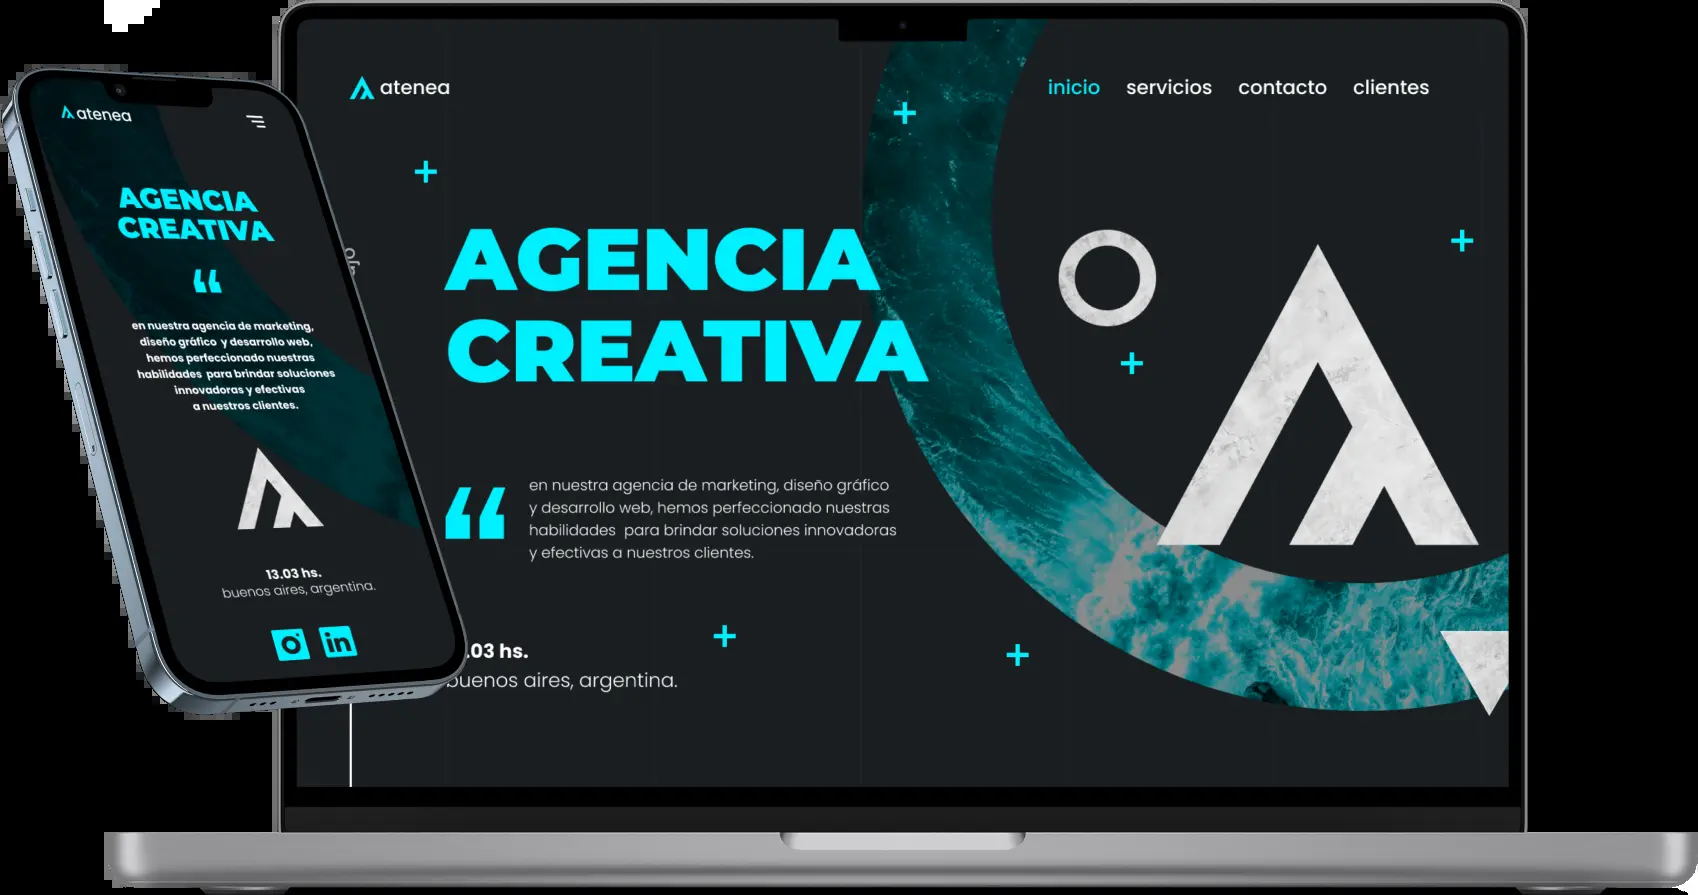 atenea
AGENCIA
CREATIVA
“
en nuestra agencia de marketing,
diseño gráfico y desarrollo web,
hemos perfeccionado nuestras
habilidades para brindar soluciones
innovadoras y efectivas
a nuestros clientes.
13.03 hs.
buenos aires, argentina.
in
atenea
inicio servicios contacto clientes
AGENCIA
CREATIVA
“
en nuestra agencia de marketing, diseño gráfico
y desarrollo web, hemos perfeccionado nuestras
habilidades para brindar soluciones innovadoras
y efectivas a nuestros clientes.
.03 hs.
buenos aires, argentina.